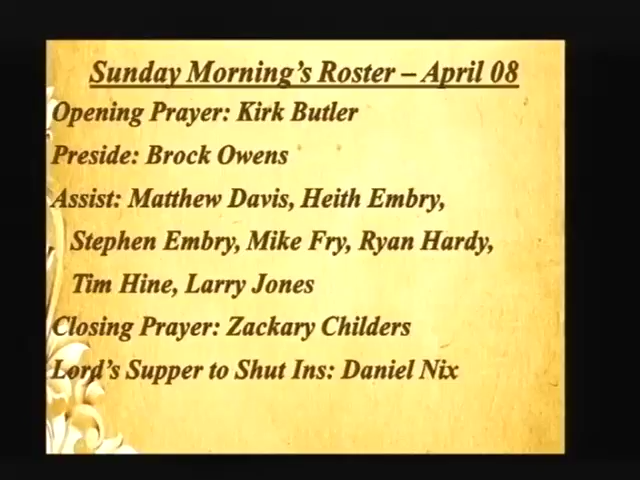 Sunday Morning's Roster – April 08
Opening Prayer: Kirk Butler
Preside: Brock Owens
Assist: Matthew Davis, Heith Embry,
Stephen Embry, Mike Fry, Ryan Hardy,
Tim Hine, Larry Jones
Closing Prayer: Zackary Childers
Lord's Supper to Shut Ins: Daniel Nix